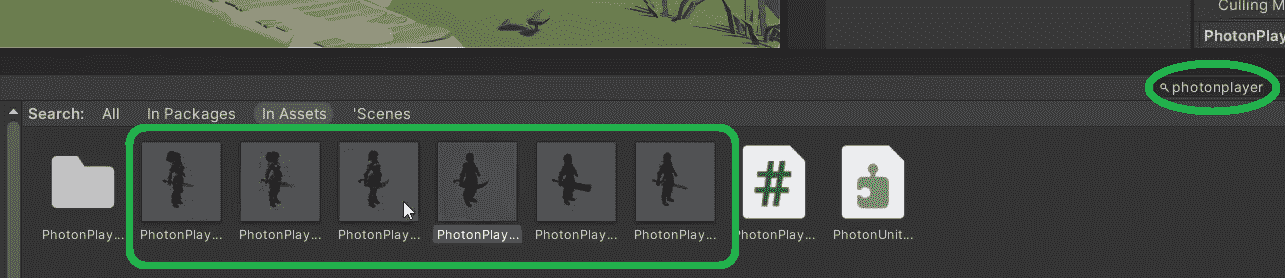 Culling M
PhotonPlay
photonplayer
Search: All In Packages In Assets 'Scenes
PhotonPlay... PhotonPlay... PhotonPlay... PhotonPlay... PhotonPlay... PhotonPlay... PhotonPlay... PhotonPlay... PhotonUnit...